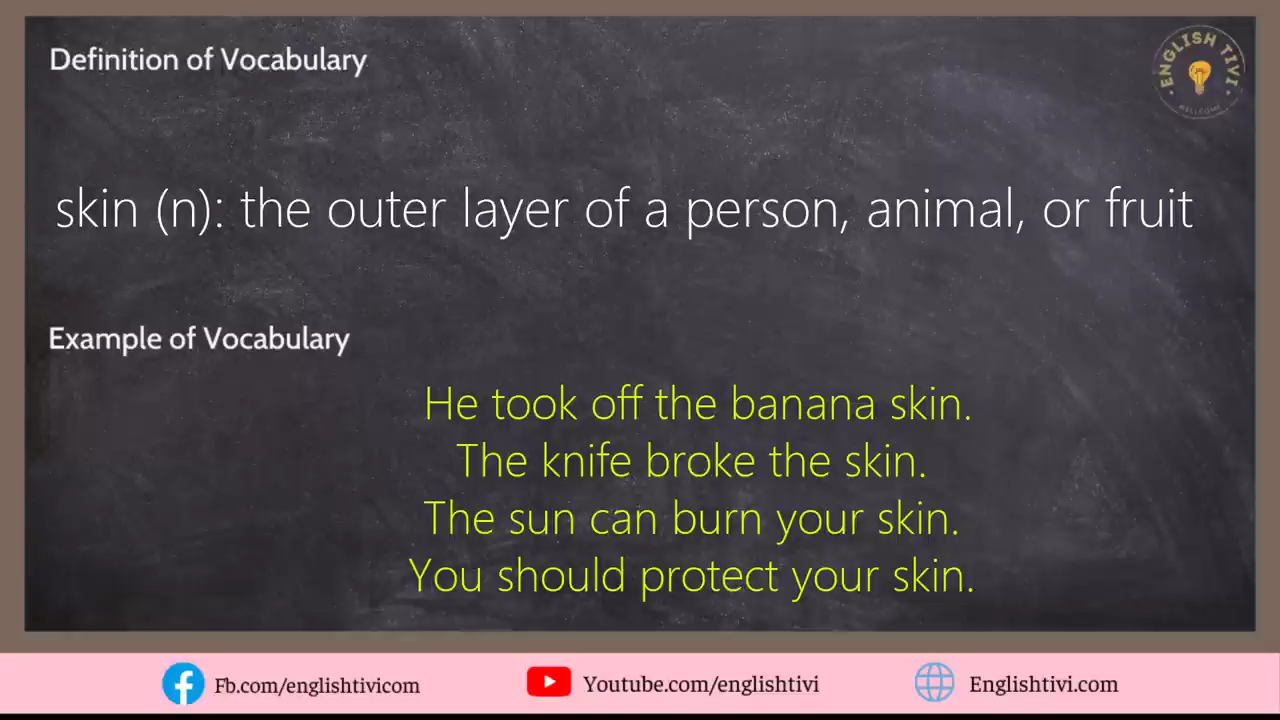 Definition of Vocabulary
ENGLISH TIVI
WELLCOME
skin (n): the outer layer of a person, animal, or fruit
Example of Vocabulary
He took off the banana skin.
The knife broke the skin.
The sun can burn your skin.
You should protect your skin.
Fb.com/englishtivicom
Youtube.com/englishtivi
Englishtivi.com